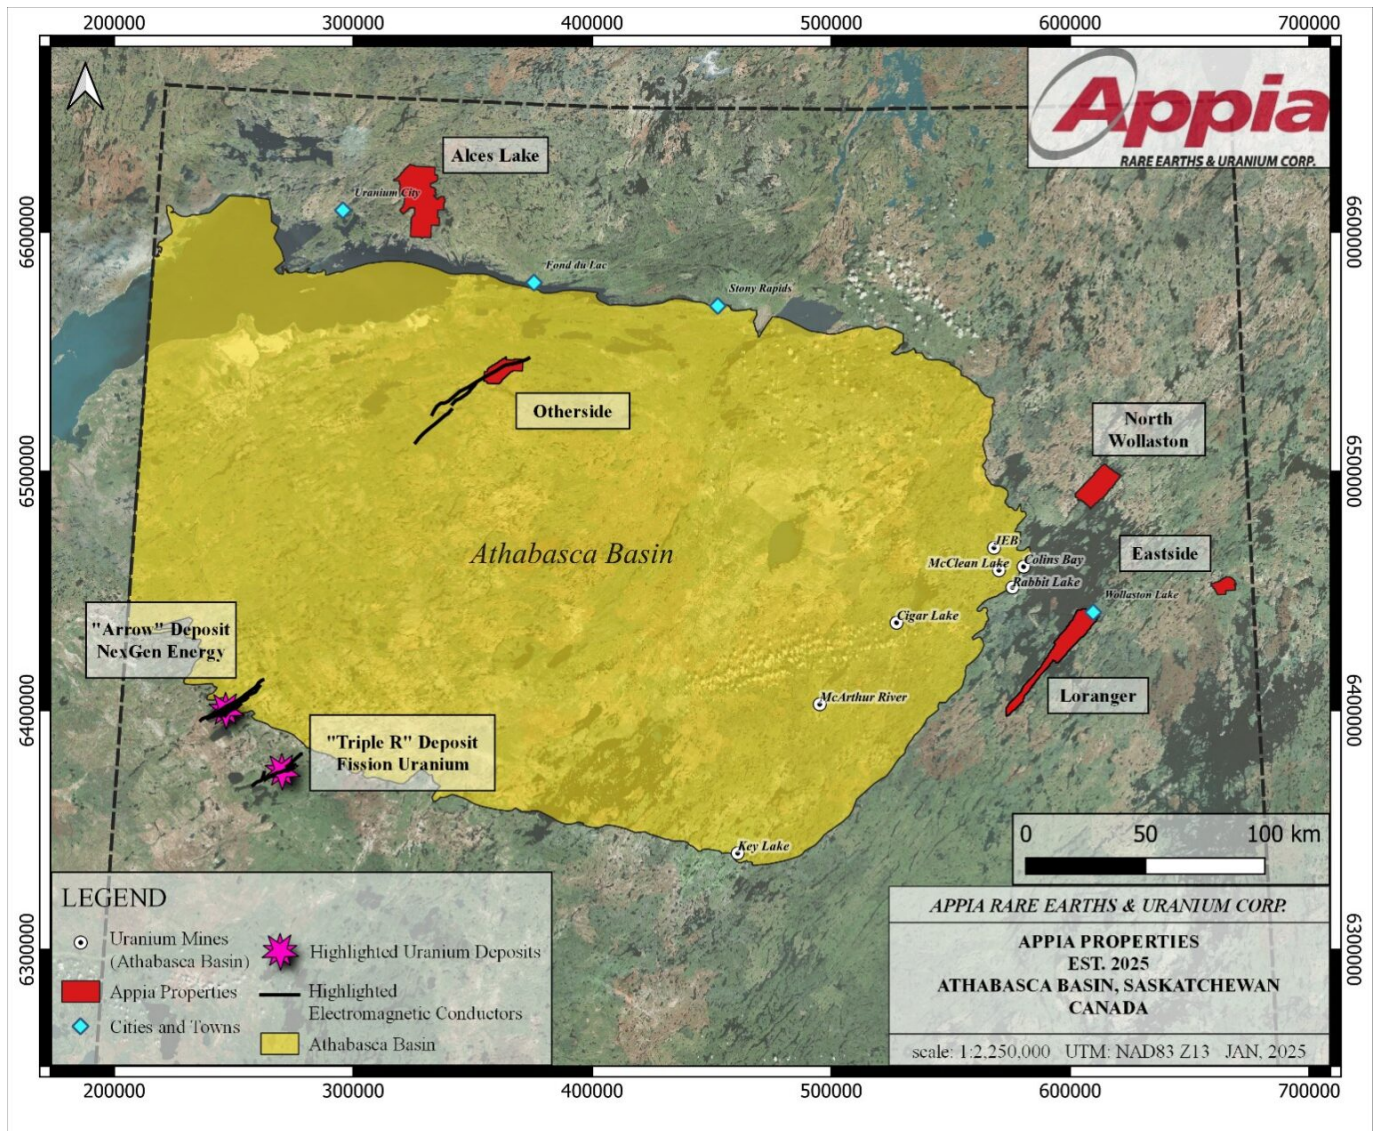 200000 300000 400000 500000 600000 700000
Appia
RARE EARTHS & URANIUM CORP.
Alces Lake
Uranium City
6600000
6600000
Fond du Lac
Stony Rapids
Otherside
North
Wollaston
6500000
6500000
Athabasca Basin
JEB
McClean Lake
Colins Bay
Rabbit Lake
Eastside
Wollaston Lake
Cigar Lake
"Arrow" Deposit
NexGen Energy
McArthur River
Loranger
6400000
6400000
"Triple R" Deposit
Fission Uranium
Key Lake
0 50 100 km
LEGEND
Uranium Mines
(Athabasca Basin)
Appia Properties
Cities and Towns
Highlighted Uranium Deposits
Highlighted
Electromagnetic Conductors
Athabasca Basin
6300000
6300000
APPIA RARE EARTHS & URANIUM CORP.
APPIA PROPERTIES
EST. 2025
ATHABASCA BASIN, SASKATCHEWAN
CANADA
scale: 1:2,250,000 UTM: NAD83 Z13 JAN, 2025
200000 300000 400000 500000 600000 700000